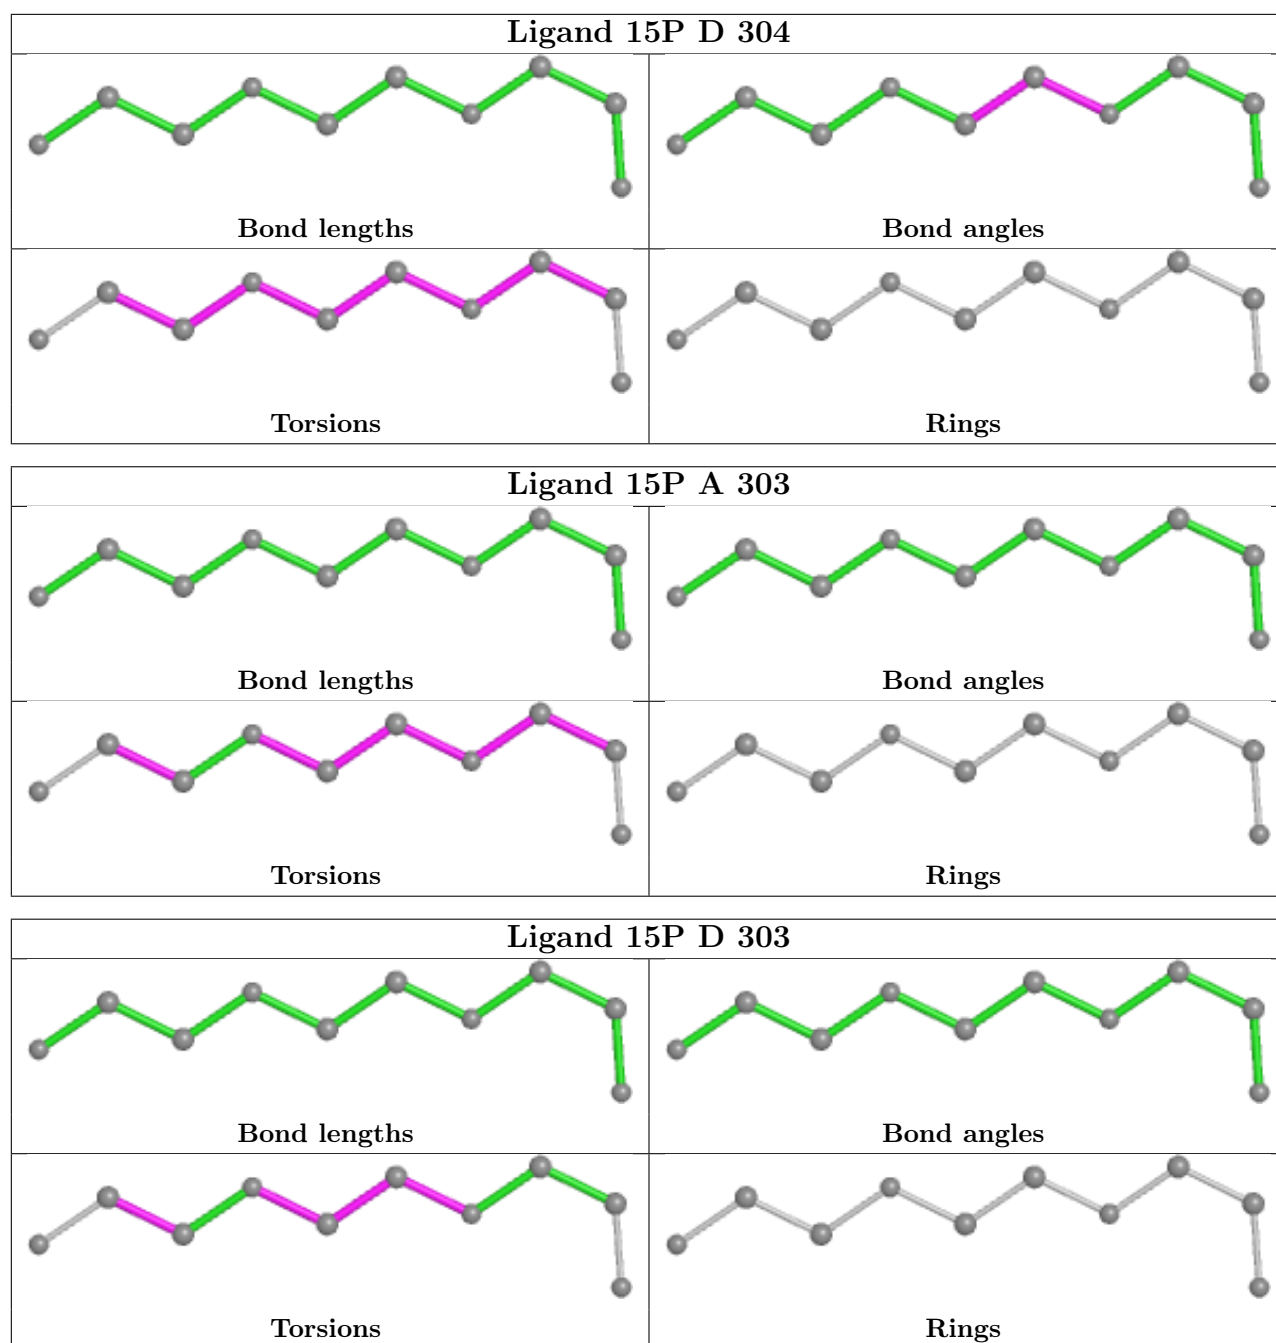 Ligand 15P D 304
Bond lengths
Bond angles
Torsions
Rings
Ligand 15P A 303
Bond lengths
Bond angles
Torsions
Rings
Ligand 15P D 303
Bond lengths
Bond angles
Torsions
Rings